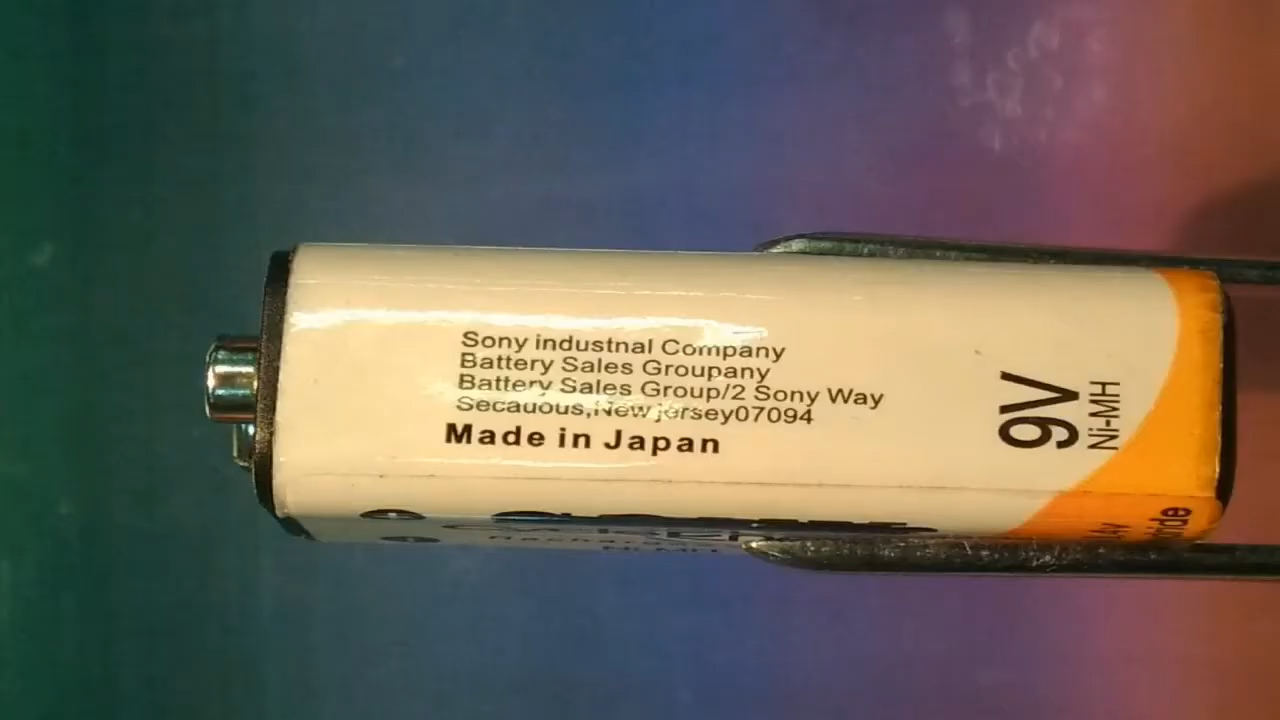 Sony industnal Company
Battery Sales Groupany
Battery Sales Group/2 Sony Way
Secauous,New jersey07094
Made in Japan
9V
Ni-MH